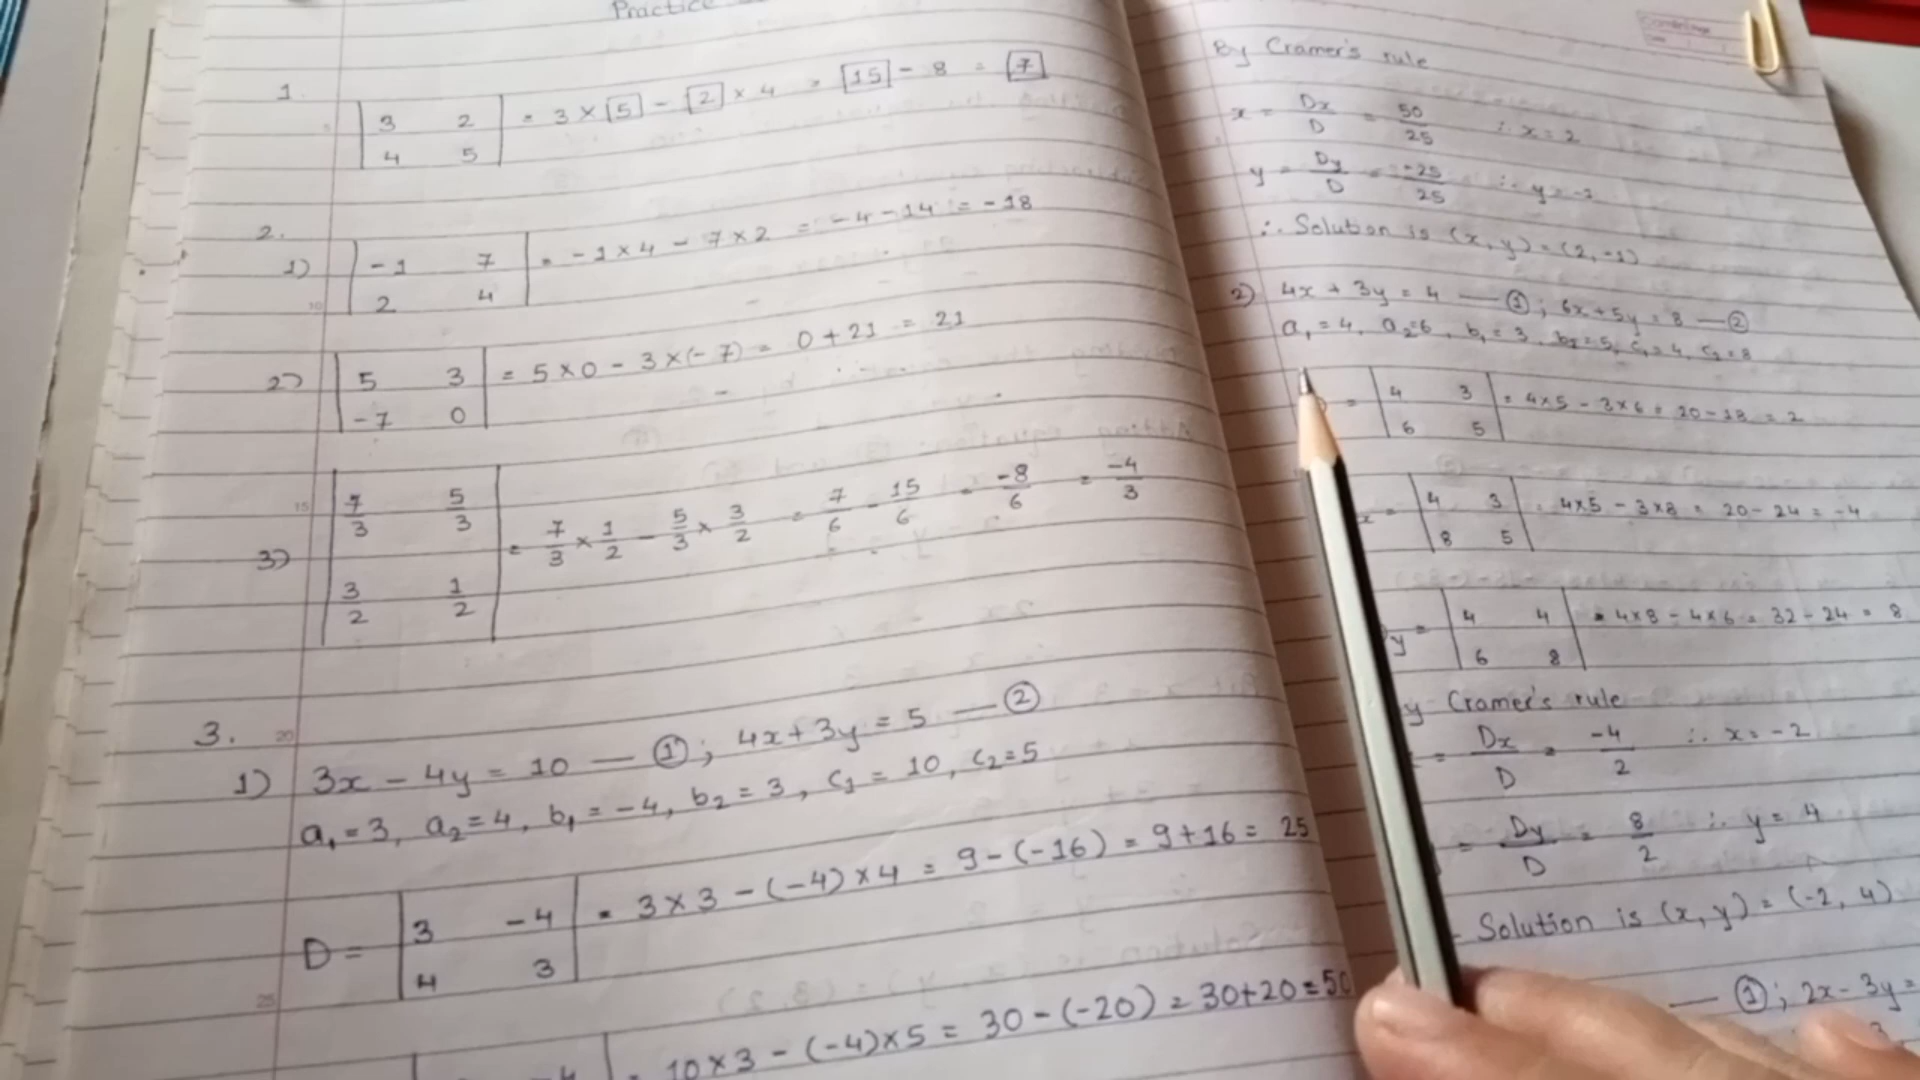 Practice
1.
| 3 2 | = 3 × [5] - [2] × 4 = [15] - 8 = [7]
| 4 5 |
2.
1) | -1 7 | = -1×4 - 7×2 = -4-14 = -18
| 2 4 |
2) | 5 3 | = 5×0 - 3×(-7) = 0+21 = 21
| -7 0 |
3) | 7/3 5/3 | = 7/3 × 1/2 - 5/3 × 3/2 = 7/6 - 15/6 = -8/6 = -4/3
| 3/2 1/2 |
3.
1) 3x - 4y = 10 — ①; 4x+3y = 5 — ②
a₁=3, a₂=4, b₁=-4, b₂=3, c₁=10, c₂=5
D = | 3 -4 | = 3×3 - (-4)×4 = 9-(-16) = 9+16 = 25
| 4 3 |
= 10×3 - (-4)×5 = 30-(-20) = 30+20=50
By Cramer's rule
x = Dx/D = 50/25 ∴ x = 2
y = Dy/D = -25/25 ∴ y = -1
∴ Solution is (x, y) = (2, -1)
2) 4x + 3y = 4 — ①; 6x+5y = 8 — ②
a₁=4, a₂=6, b₁=3, b₂=5, c₁=4, c₂=8
= | 4 3 | = 4×5 - 3×6 = 20-18 = 2
| 6 5 |
x = | 4 3 | = 4×5 - 3×8 = 20-24 = -4
| 8 5 |
y = | 4 4 | = 4×8 - 4×6 = 32-24 = 8
| 6 8 |
y Cramer's rule
= Dx/D = -4/2 ∴ x = -2
= Dy/D = 8/2 ∴ y = 4
Solution is (x, y) = (-2, 4)
— ①; 2x-3y=
3
10
15
20
25